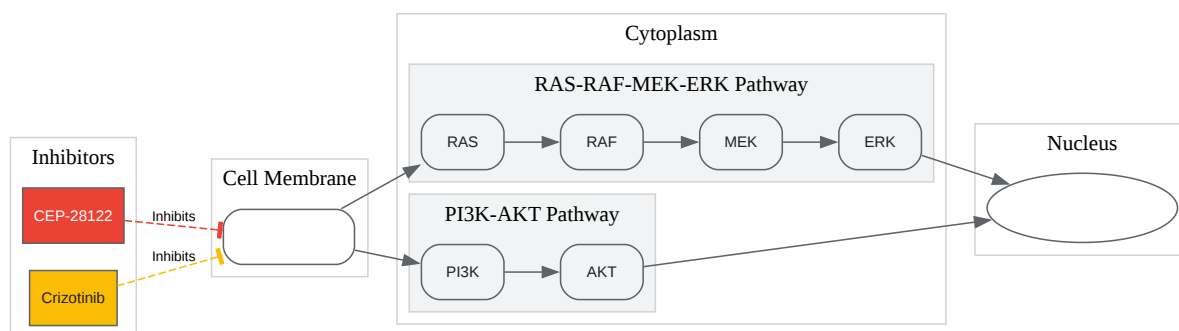 Cytoplasm
RAS-RAF-MEK-ERK Pathway
RAS
RAF
MEK
ERK
Inhibitors
CEP-28122
Crizotinib
Inhibits
Inhibits
Cell Membrane
PI3K-AKT Pathway
PI3K
AKT
Nucleus